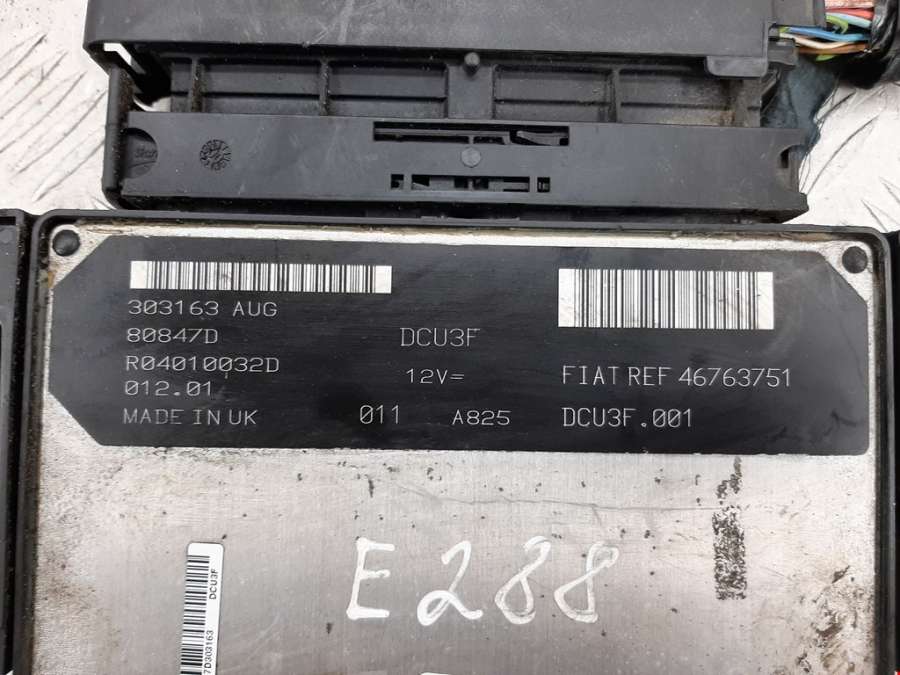 303163 AUG
80847D
R04010032D
012.01
MADE IN UK
011
A825
DCU3F
12V=
FIAT REF 46763751
DCU3F.001
E288
DCU3F
7D303163